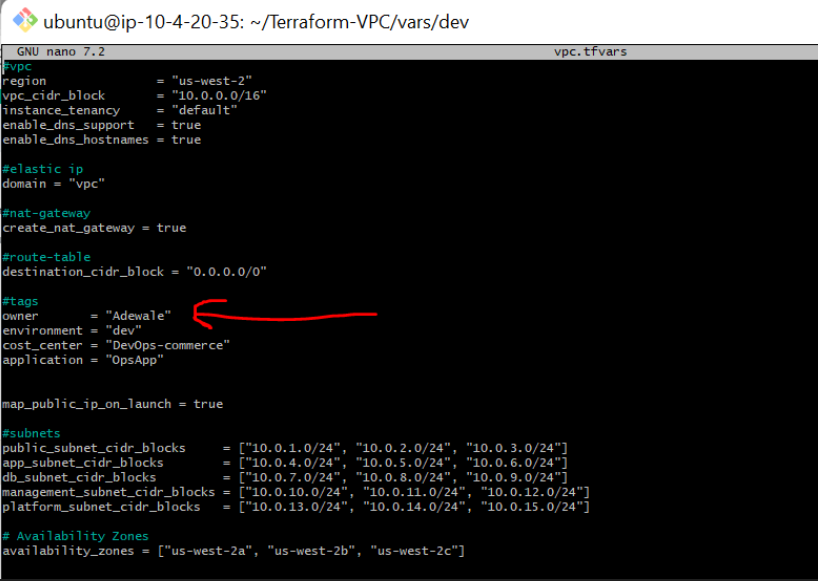 ubuntu@ip-10-4-20-35: ~/Terraform-VPC/vars/dev
GNU nano 7.2 vpc.tfvars
#vpc
region = "us-west-2"
vpc_cidr_block = "10.0.0.0/16"
instance_tenancy = "default"
enable_dns_support = true
enable_dns_hostnames = true
#elastic ip
domain = "vpc"
#nat-gateway
create_nat_gateway = true
#route-table
destination_cidr_block = "0.0.0.0/0"
#tags
owner = "Adewale"
environment = "dev"
cost_center = "DevOps-commerce"
application = "OpsApp"
map_public_ip_on_launch = true
#subnets
public_subnet_cidr_blocks = ["10.0.1.0/24", "10.0.2.0/24", "10.0.3.0/24"]
app_subnet_cidr_blocks = ["10.0.4.0/24", "10.0.5.0/24", "10.0.6.0/24"]
db_subnet_cidr_blocks = ["10.0.7.0/24", "10.0.8.0/24", "10.0.9.0/24"]
management_subnet_cidr_blocks = ["10.0.10.0/24", "10.0.11.0/24", "10.0.12.0/24"]
platform_subnet_cidr_blocks = ["10.0.13.0/24", "10.0.14.0/24", "10.0.15.0/24"]
# Availability Zones
availability_zones = ["us-west-2a", "us-west-2b", "us-west-2c"]